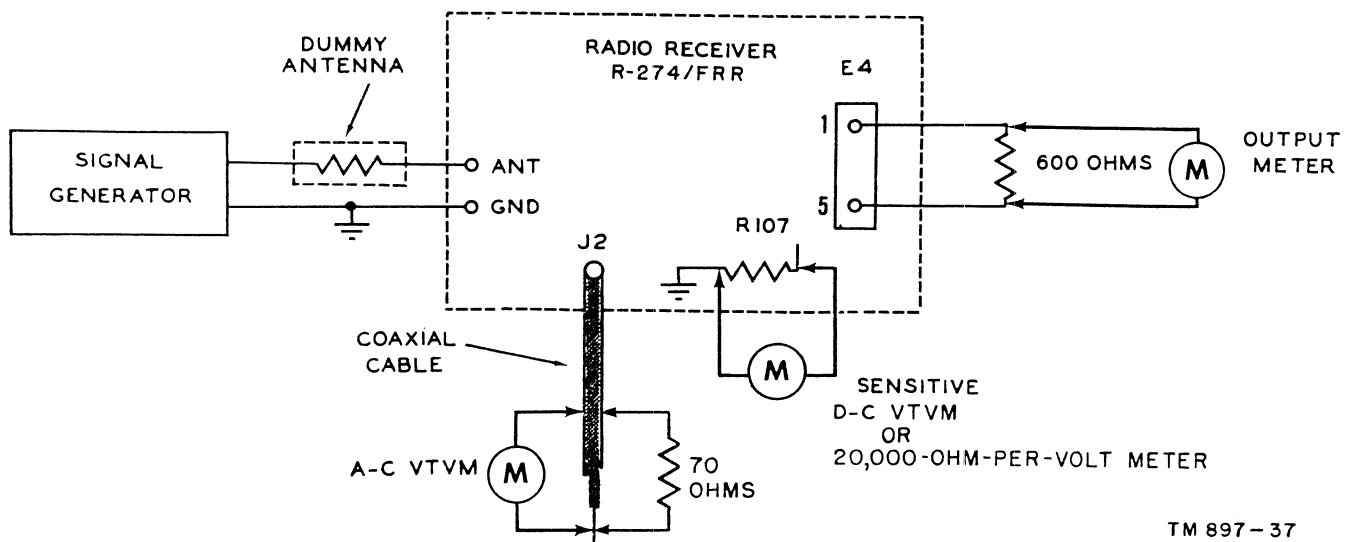 DUMMY
ANTENNA
RADIO RECEIVER
R-274/FRR
E4
SIGNAL
GENERATOR
ANT
GND
1
5
600 OHMS
M
OUTPUT
METER
J2
R107
COAXIAL
CABLE
M
SENSITIVE
D-C VTVM
OR
20,000-OHM-PER-VOLT METER
A-C VTVM
M
70
OHMS
TM 897-37